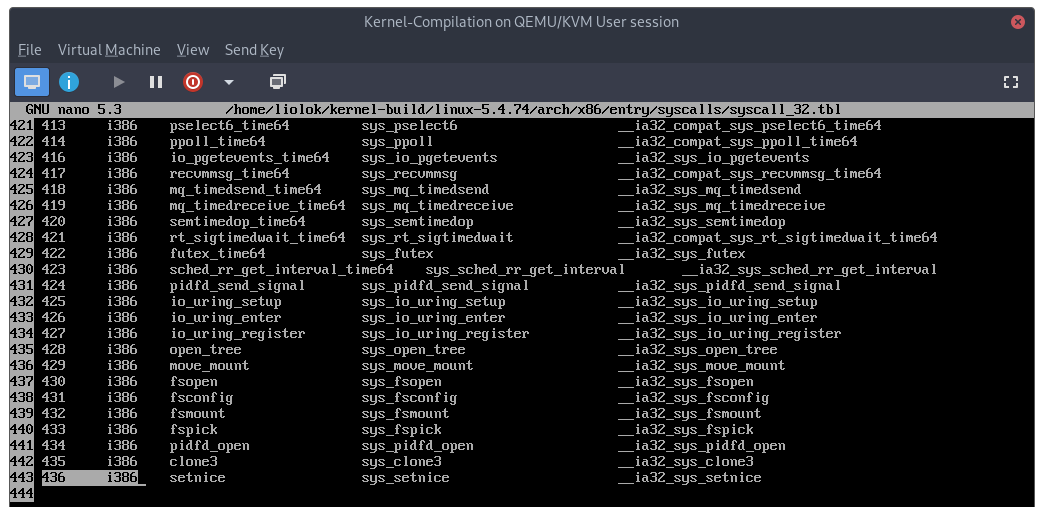 Kernel-Compilation on QEMU/KVM User session
File Virtual Machine View Send Key
GNU nano 5.3 /home/liolok/kernel-build/linux-5.4.74/arch/x86/entry/syscalls/syscall_32.tbl
421 413 i386 pselect6_time64 sys_pselect6 __ia32_compat_sys_pselect6_time64
422 414 i386 ppoll_time64 sys_ppoll __ia32_compat_sys_ppoll_time64
423 416 i386 io_pgetevents_time64 sys_io_pgetevents __ia32_sys_io_pgetevents
424 417 i386 recvmmsg_time64 sys_recvmmsg __ia32_compat_sys_recvmmsg_time64
425 418 i386 mq_timedsend_time64 sys_mq_timedsend __ia32_sys_mq_timedsend
426 419 i386 mq_timedreceive_time64 sys_mq_timedreceive __ia32_sys_mq_timedreceive
427 420 i386 semtimedop_time64 sys_semtimedop __ia32_sys_semtimedop
428 421 i386 rt_sigtimedwait_time64 sys_rt_sigtimedwait __ia32_compat_sys_rt_sigtimedwait_time64
429 422 i386 futex_time64 sys_futex __ia32_sys_futex
430 423 i386 sched_rr_get_interval_time64 sys_sched_rr_get_interval __ia32_sys_sched_rr_get_interval
431 424 i386 pidfd_send_signal sys_pidfd_send_signal __ia32_sys_pidfd_send_signal
432 425 i386 io_uring_setup sys_io_uring_setup __ia32_sys_io_uring_setup
433 426 i386 io_uring_enter sys_io_uring_enter __ia32_sys_io_uring_enter
434 427 i386 io_uring_register sys_io_uring_register __ia32_sys_io_uring_register
435 428 i386 open_tree sys_open_tree __ia32_sys_open_tree
436 429 i386 move_mount sys_move_mount __ia32_sys_move_mount
437 430 i386 fsopen sys_fsopen __ia32_sys_fsopen
438 431 i386 fsconfig sys_fsconfig __ia32_sys_fsconfig
439 432 i386 fsmount sys_fsmount __ia32_sys_fsmount
440 433 i386 fspick sys_fspick __ia32_sys_fspick
441 434 i386 pidfd_open sys_pidfd_open __ia32_sys_pidfd_open
442 435 i386 clone3 sys_clone3 __ia32_sys_clone3
443 436 i386 setnice sys_setnice __ia32_sys_setnice
444